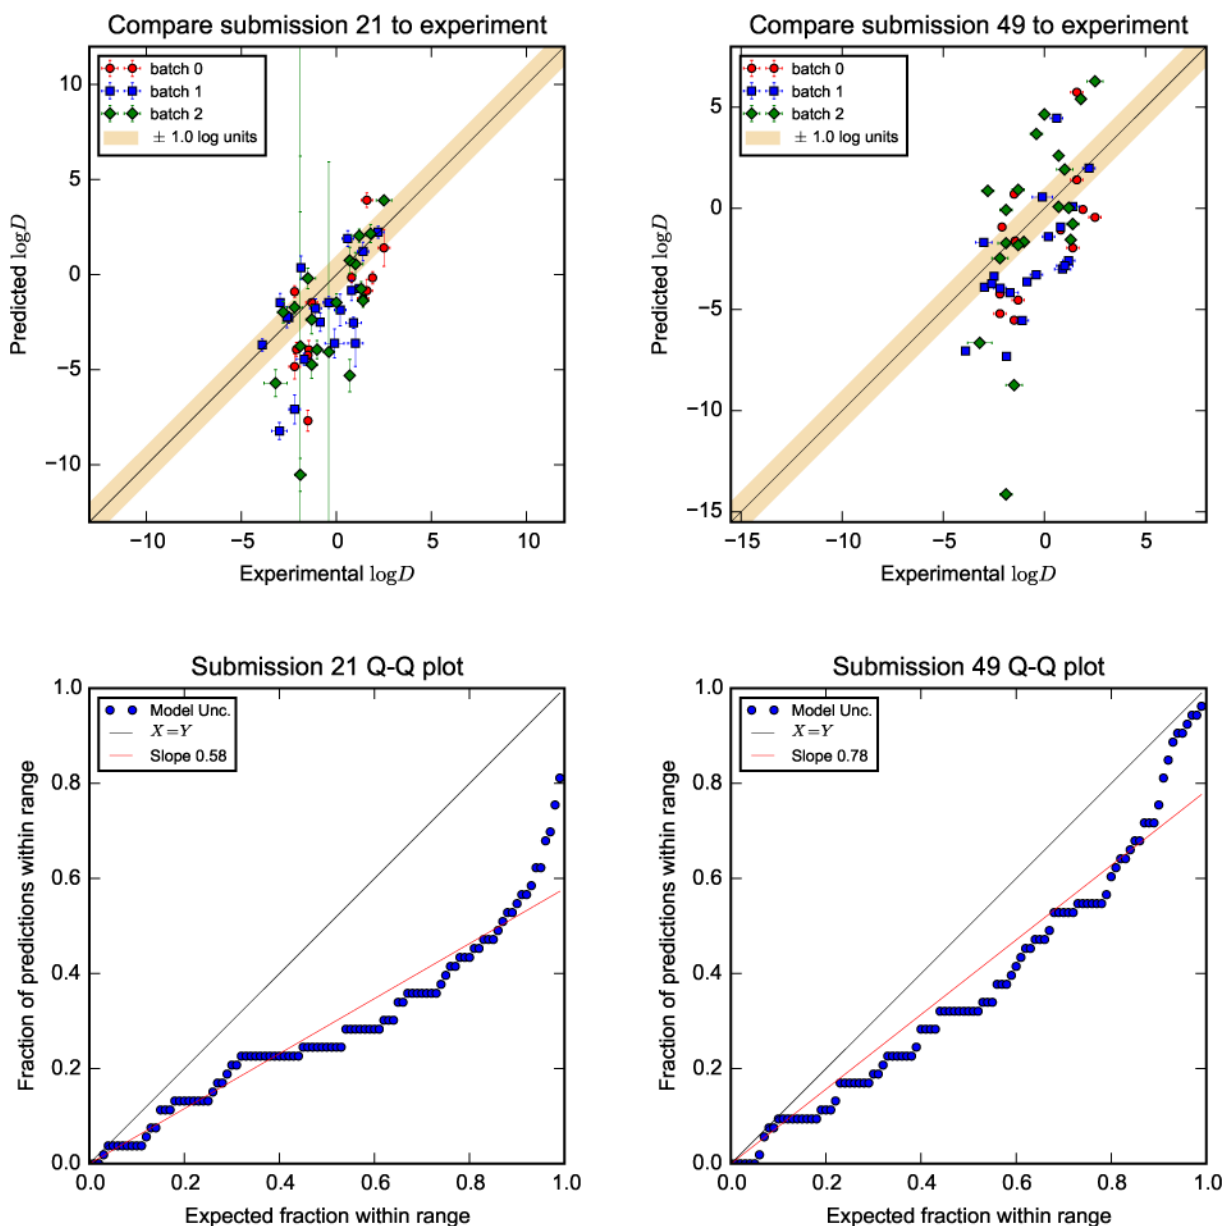 Compare submission 21 to experiment
10
5
0
−5
−10
−10
−5
0
5
10
Predicted logD
Experimental logD
batch 0
batch 1
batch 2
± 1.0 log units
Compare submission 49 to experiment
5
0
−5
−10
−15
−15
−10
−5
0
5
Predicted logD
Experimental logD
batch 0
batch 1
batch 2
± 1.0 log units
Submission 21 Q-Q plot
1.0
0.8
0.6
0.4
0.2
0.0
0.0
0.2
0.4
0.6
0.8
1.0
Fraction of predictions within range
Expected fraction within range
Model Unc.
X=Y
Slope 0.58
Submission 49 Q-Q plot
1.0
0.8
0.6
0.4
0.2
0.0
0.0
0.2
0.4
0.6
0.8
1.0
Fraction of predictions within range
Expected fraction within range
Model Unc.
X=Y
Slope 0.78